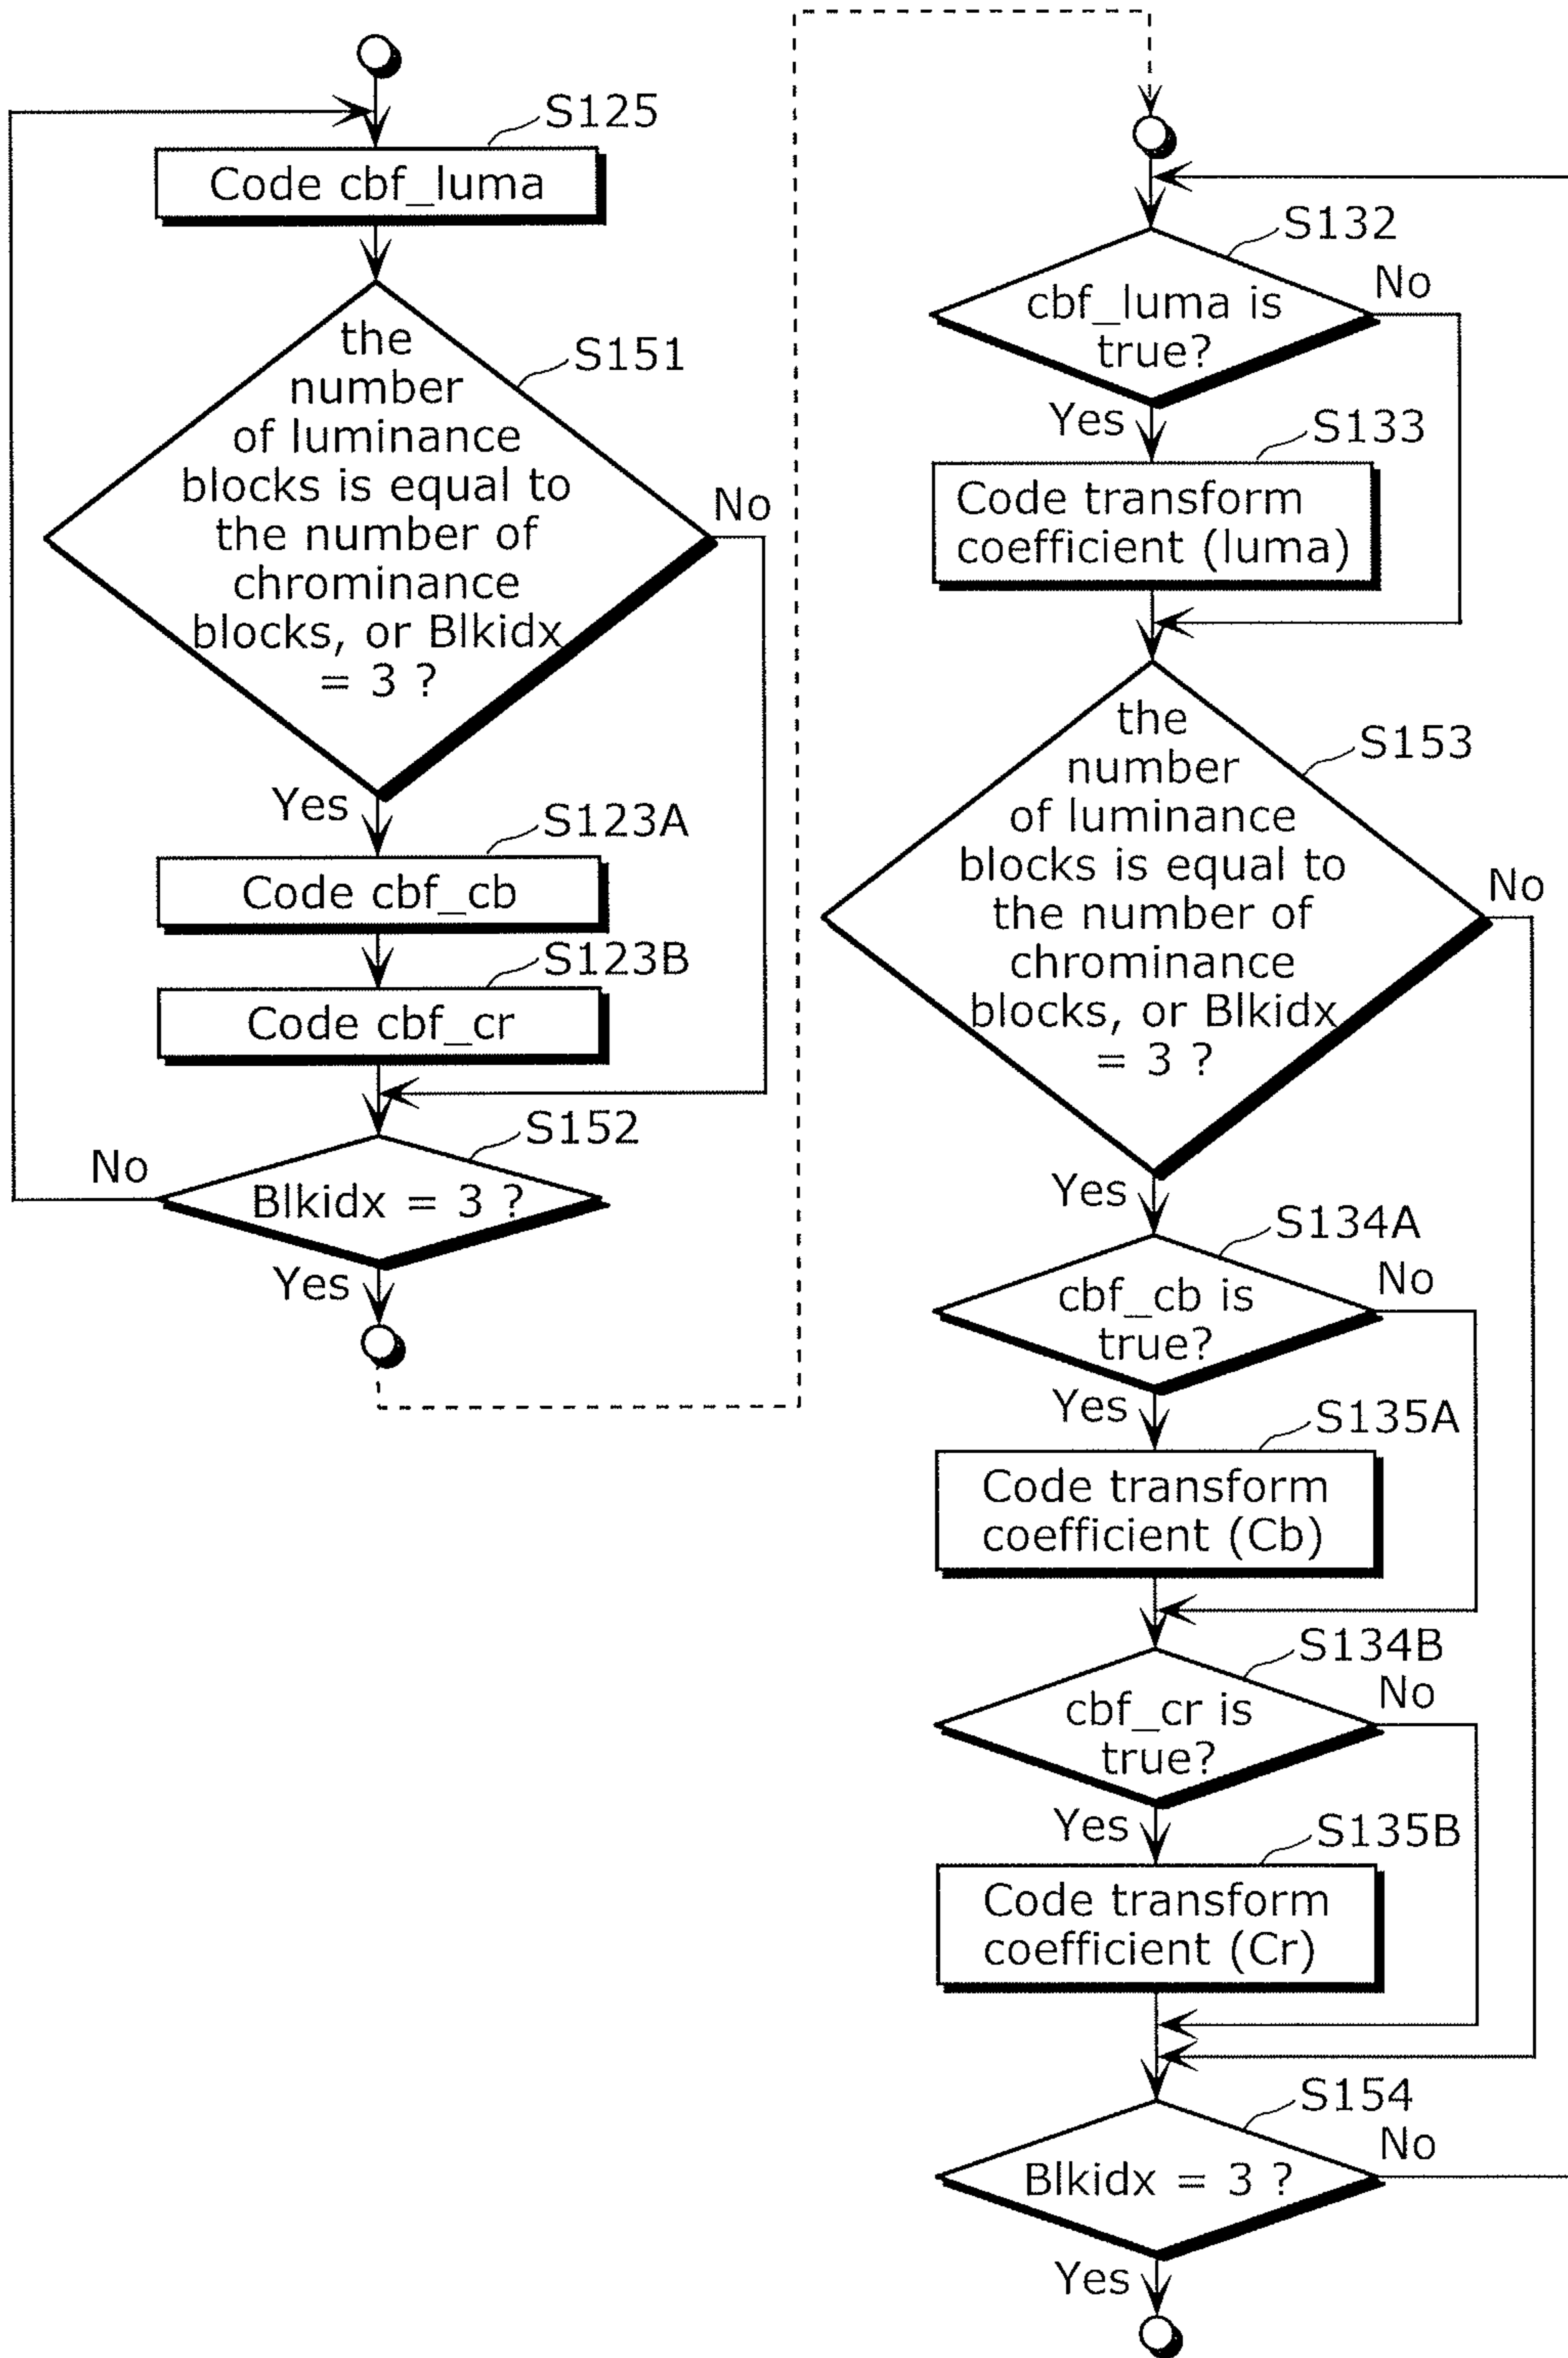 S125
Code cbf_luma
S151
the
number
of luminance
blocks is equal to
the number of
chrominance
blocks, or Blkidx
= 3 ?
No
Yes
S123A
Code cbf_cb
S123B
Code cbf_cr
S152
No
Blkidx = 3 ?
Yes
S132
No
cbf_luma is
true?
Yes
S133
Code transform
coefficient (luma)
S153
the
number
of luminance
blocks is equal to
the number of
chrominance
blocks, or Blkidx
= 3 ?
No
Yes
S134A
No
cbf_cb is
true?
Yes
S135A
Code transform
coefficient (Cb)
S134B
No
cbf_cr is
true?
Yes
S135B
Code transform
coefficient (Cr)
S154
No
Blkidx = 3 ?
Yes